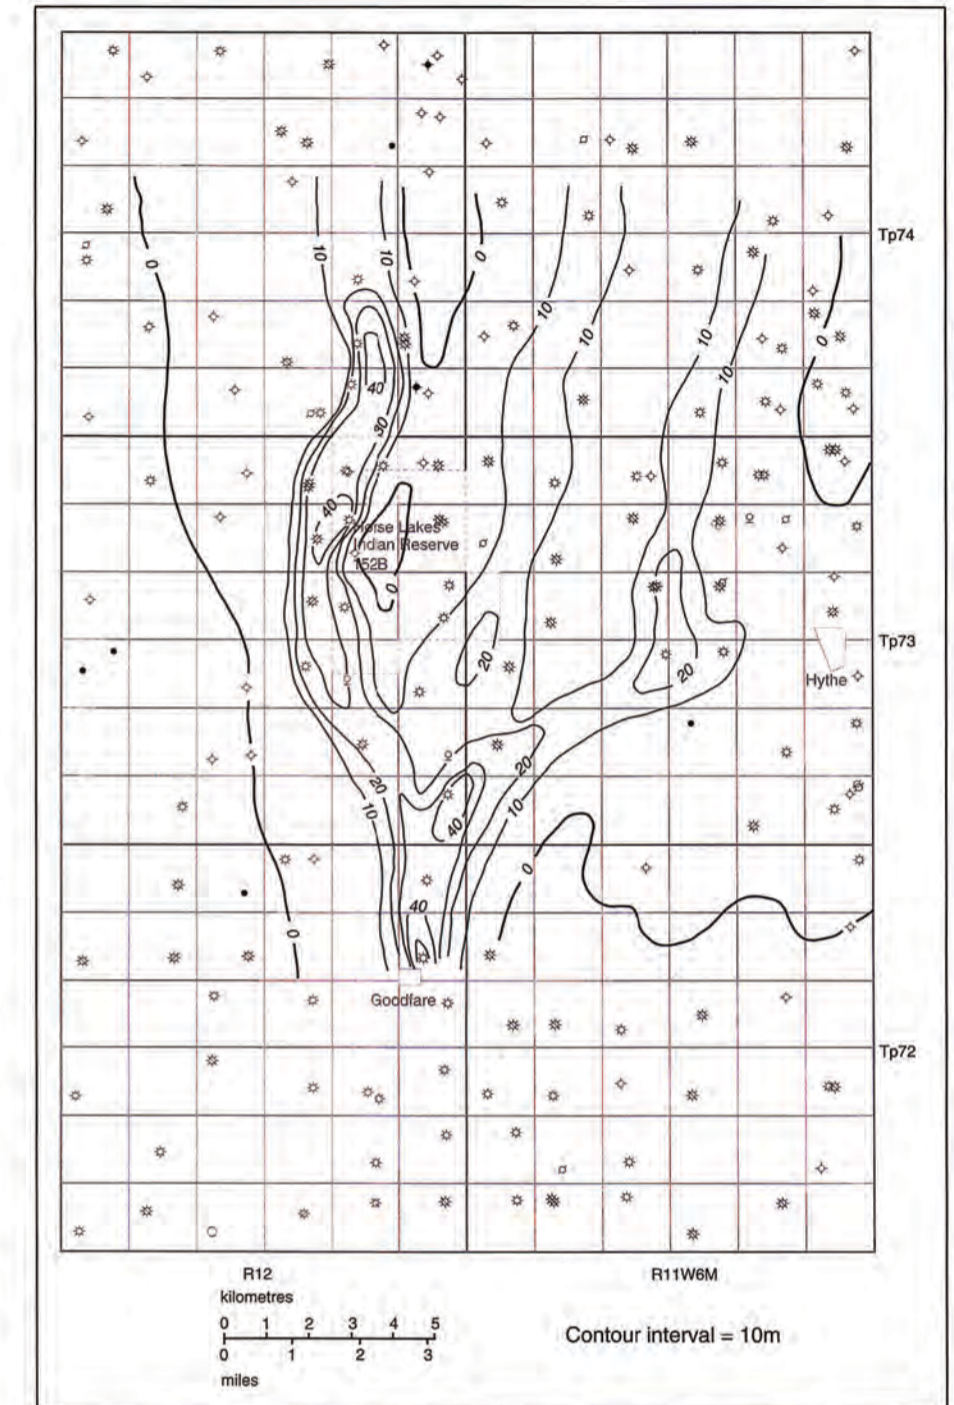 Tp74
0
10
10
0
10
10
10
10
0
40
30
40
Horse Lakes
Indian Reserve
152B
0
Tp73
Hythe
20
20
20
20
10
10
40
0
0
40
Goodfare
Tp72
R12
R11W6M
kilometres
0 1 2 3 4 5
0 1 2 3
miles
Contour interval = 10m